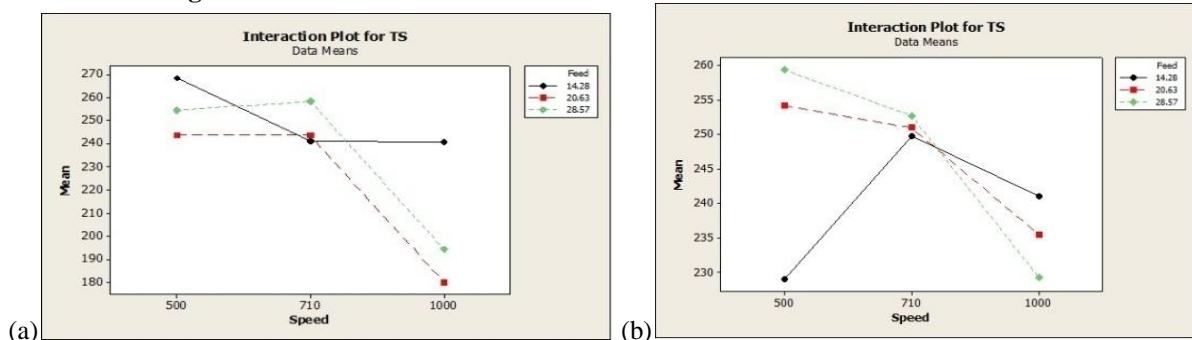 (a)
Interaction Plot for TS
Data Means
270
260
250
240
230
220
210
200
190
180
Mean
500
710
1000
Speed
Feed
14.28
20.63
28.57
(b)
Interaction Plot for TS
Data Means
260
255
250
245
240
235
230
Mean
500
710
1000
Speed
Feed
14.28
20.63
28.57